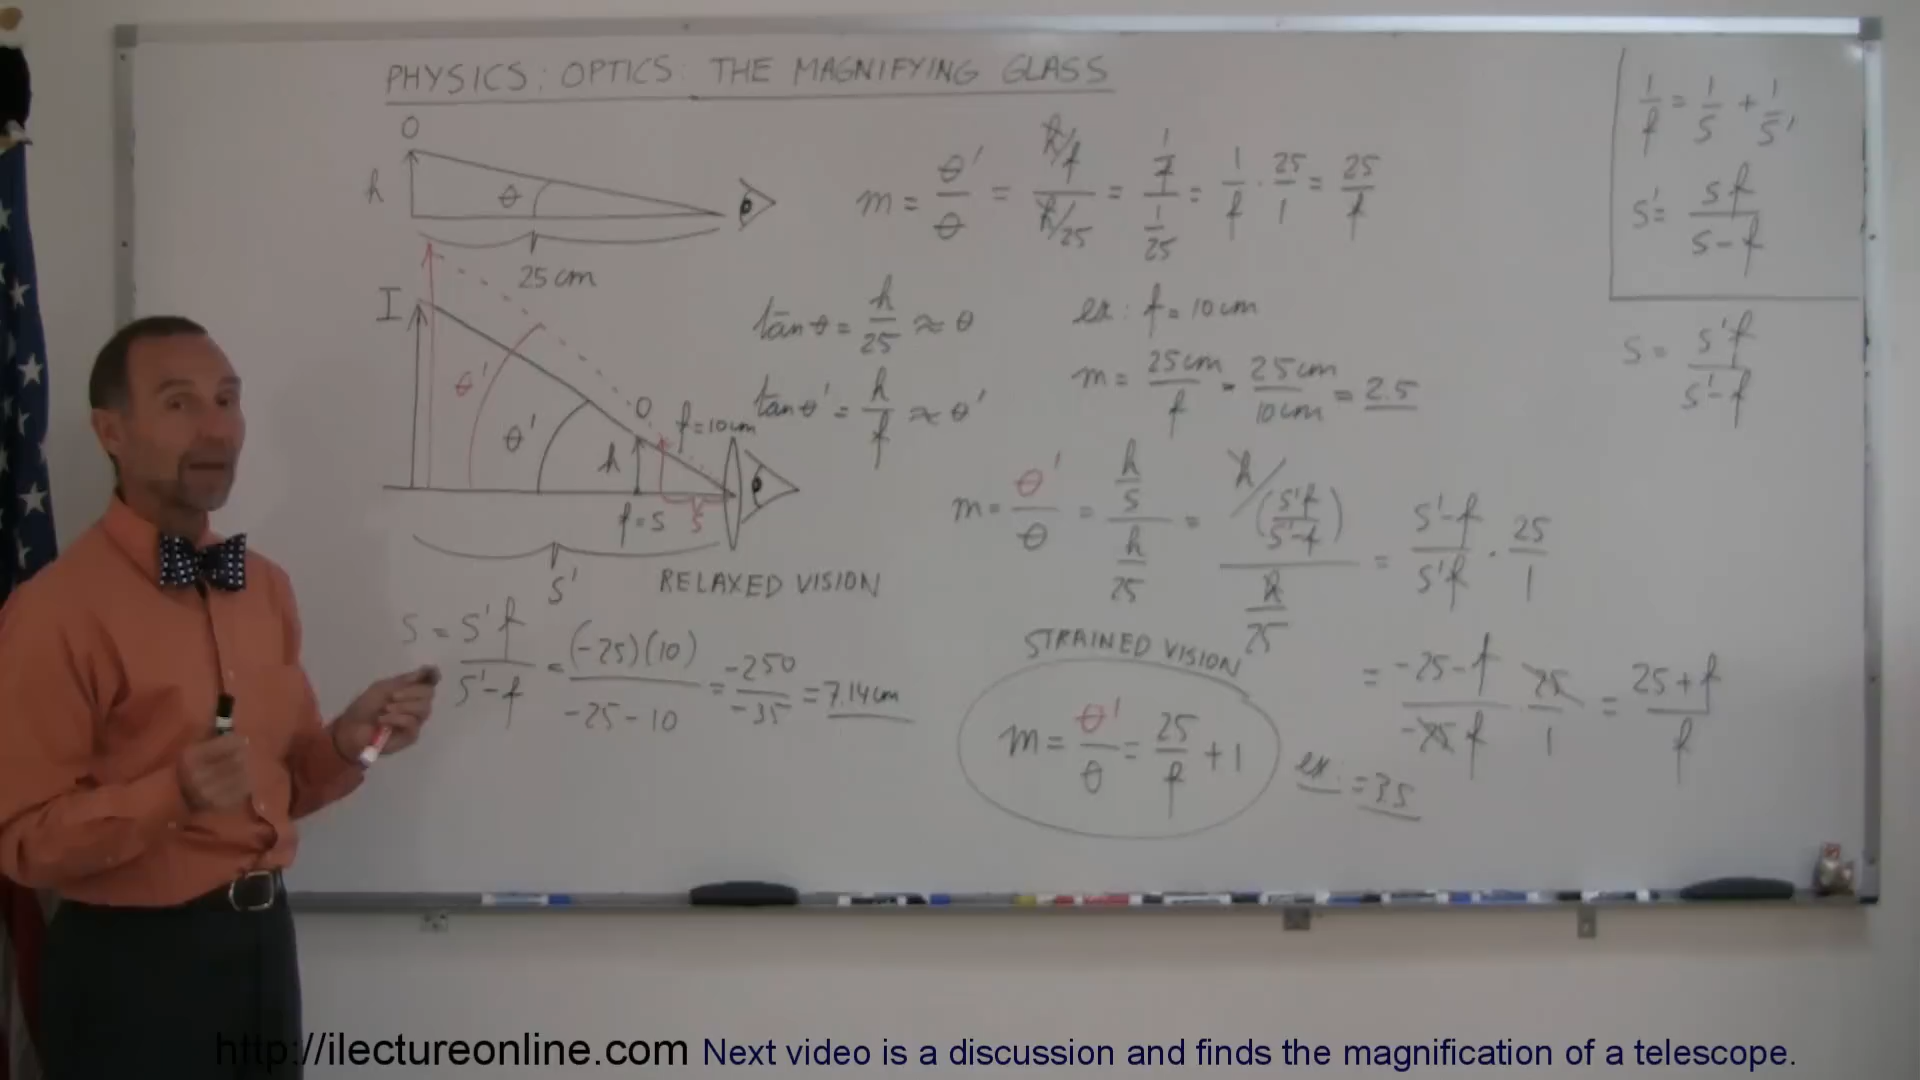 PHYSICS: OPTICS: THE MAGNIFYING GLASS
O
h
θ
25 cm
m = θ'/θ = (h/f)/(h/25) = (1/f)/(1/25) = 1/f · 25/1 = 25/f
1/f = 1/s + 1/s'
s' = sf/(s-f)
s = s'f/(s'-f)
I
θ'
θ'
O
h
f=10cm
f=s
s
s'
RELAXED VISION
tan θ = h/25 ≈ θ
tan θ' = h/f ≈ θ'
ex: f = 10 cm
m = 25cm/f = 25cm/10cm = 2.5
m = θ'/θ = (h/s)/(h/25) = (h/(s'f/(s'-f)))/(h/25) = (s'-f)/(s'f) · 25/1
= (-25-f)/(-25f) · 25/1 = (25+f)/f
s = s'f/(s'-f) = (-25)(10)/(-25-10) = -250/-35 = 7.14cm
STRAINED VISION
m = θ'/θ = 25/f + 1
ex: = 3.5
http://ilectureonline.com Next video is a discussion and finds the magnification of a telescope.